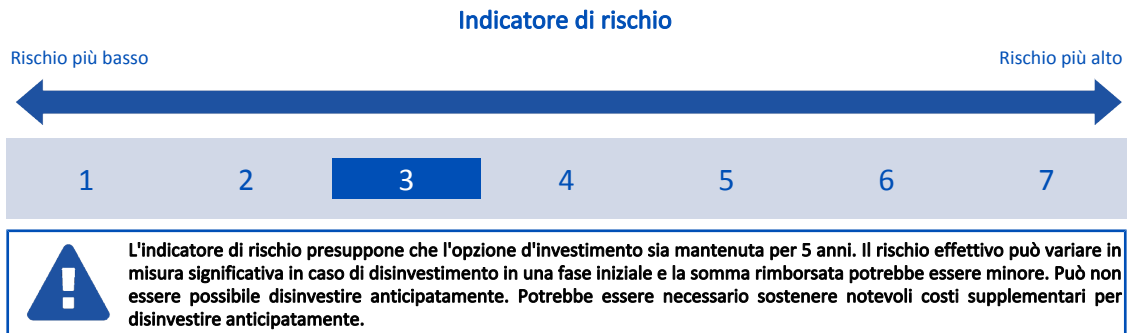 Indicatore di rischio
Rischio più basso Rischio più alto
1 2 3 4 5 6 7
L'indicatore di rischio presuppone che l'opzione d'investimento sia mantenuta per 5 anni. Il rischio effettivo può variare in
misura significativa in caso di disinvestimento in una fase iniziale e la somma rimborsata potrebbe essere minore. Può non
essere possibile disinvestire anticipatamente. Potrebbe essere necessario sostenere notevoli costi supplementari per
disinvestire anticipatamente.